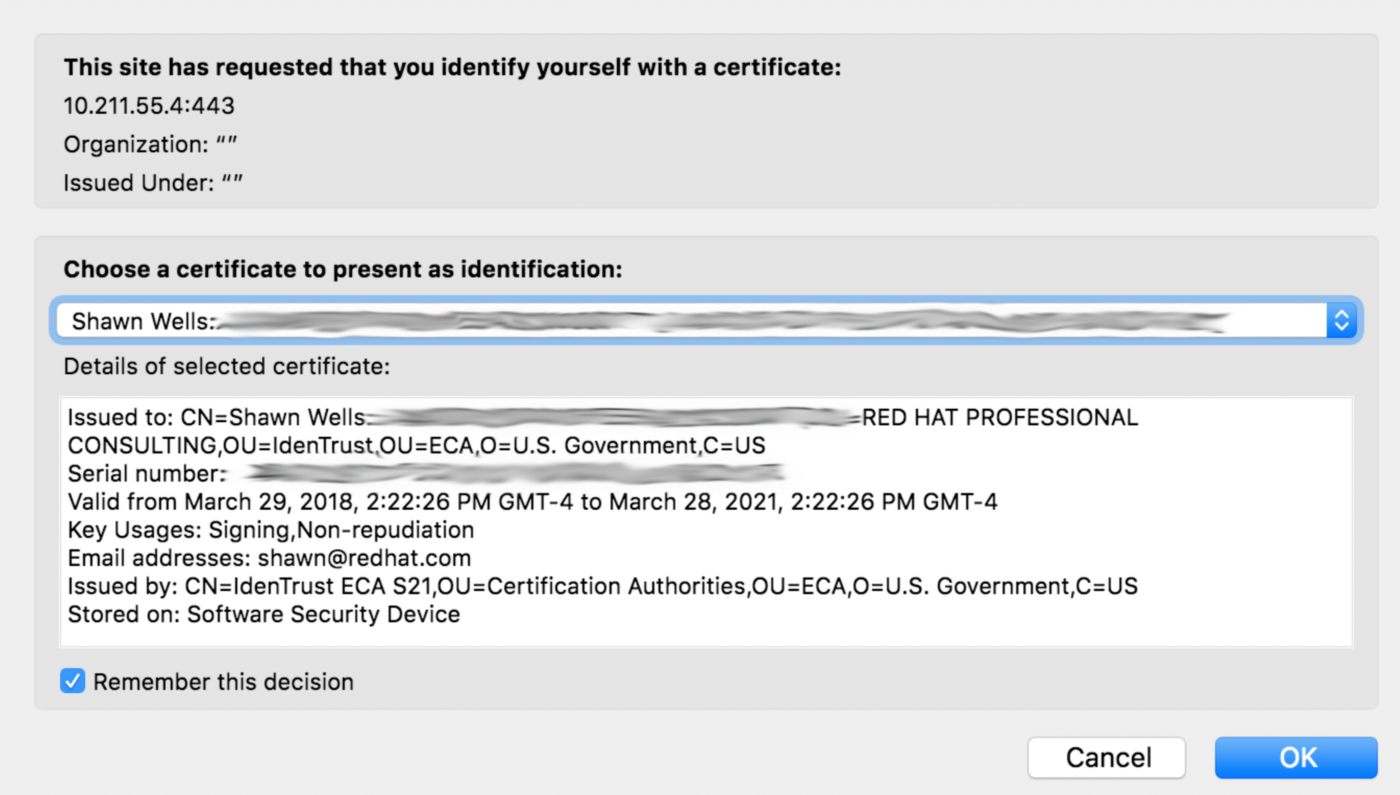 This site has requested that you identify yourself with a certificate:
10.211.55.4:443
Organization: “”
Issued Under: “”
Choose a certificate to present as identification:
Shawn Wells:
Details of selected certificate:
Issued to: CN=Shawn Wells RED HAT PROFESSIONAL
CONSULTING,OU=IdenTrust,OU=ECA,O=U.S. Government,C=US
Serial number:
Valid from March 29, 2018, 2:22:26 PM GMT-4 to March 28, 2021, 2:22:26 PM GMT-4
Key Usages: Signing,Non-repudiation
Email addresses: shawn@redhat.com
Issued by: CN=IdenTrust ECA S21,OU=Certification Authorities,OU=ECA,O=U.S. Government,C=US
Stored on: Software Security Device
Remember this decision
Cancel OK